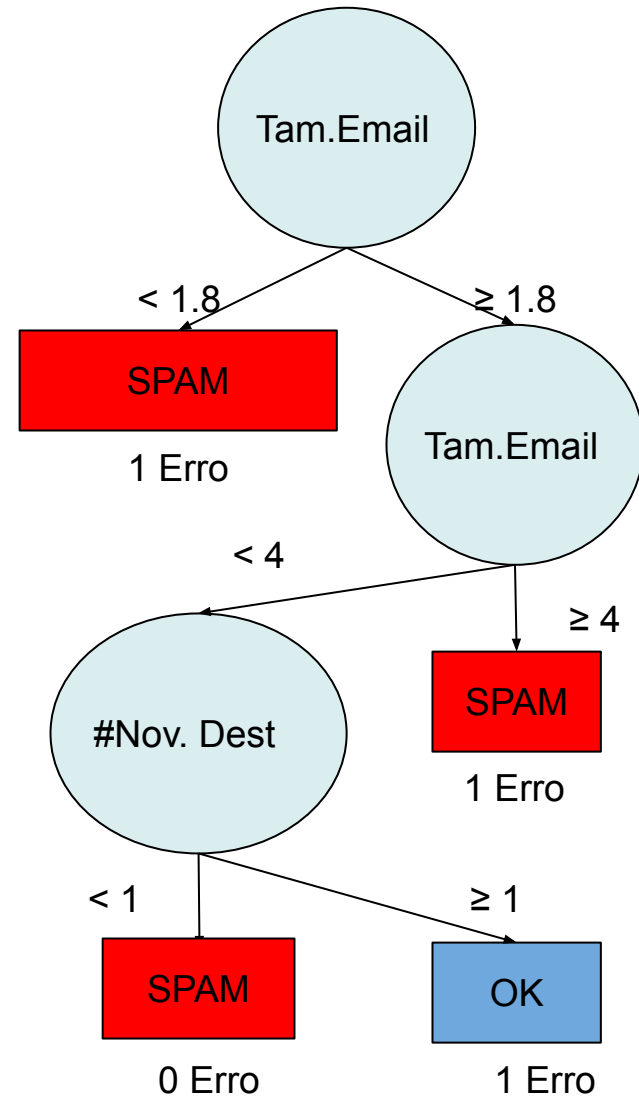 Tam.Email
< 1.8
≥ 1.8
SPAM
1 Erro
Tam.Email
< 4
≥ 4
#Nov. Dest
SPAM
1 Erro
< 1
≥ 1
SPAM
OK
0 Erro
1 Erro